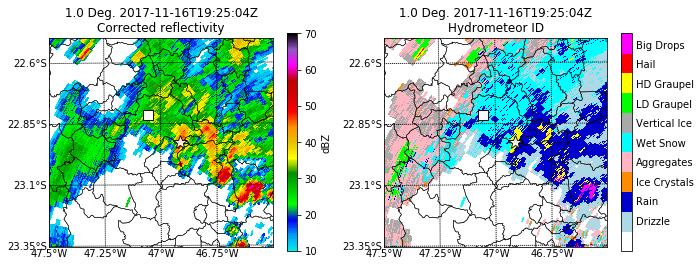 1.0 Deg. 2017-11-16T19:25:04Z
Corrected reflectivity
22.6°S
22.85°S
23.1°S
23.35°S
47.5°W
47.25°W
47°W
46.75°W
70
60
50
40
30
20
10
dBZ
1.0 Deg. 2017-11-16T19:25:04Z
Hydrometeor ID
22.6°S
22.85°S
23.1°S
23.35°S
47.5°W
47.25°W
47°W
46.75°W
Big Drops
Hail
HD Graupel
LD Graupel
Vertical Ice
Wet Snow
Aggregates
Ice Crystals
Rain
Drizzle